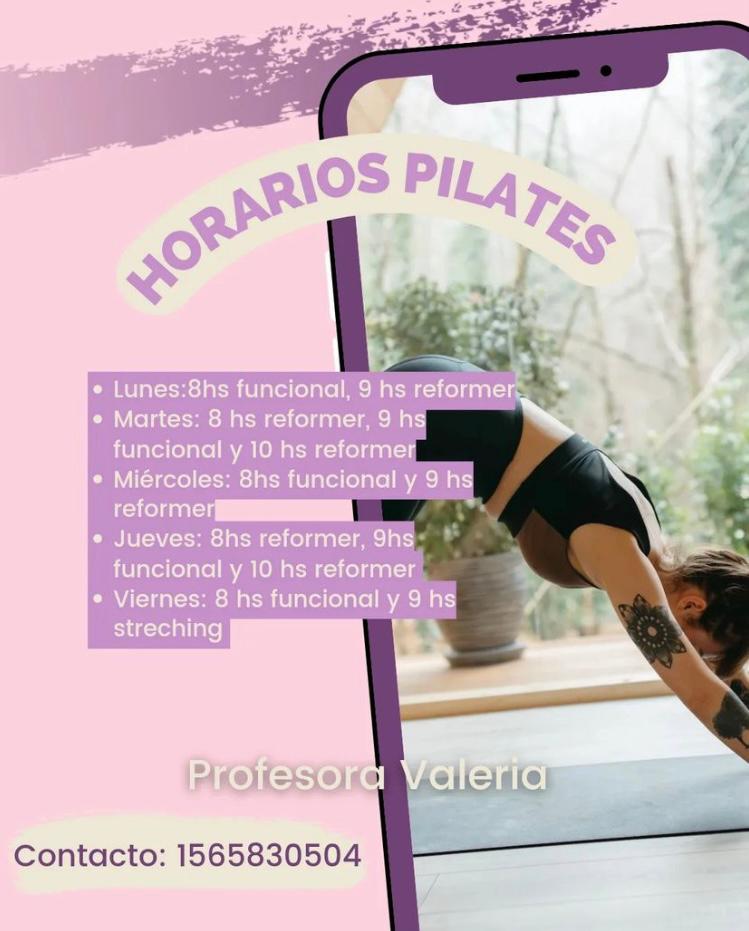 HORARIOS PILATES
• Lunes:8hs funcional, 9 hs reformer
• Martes: 8 hs reformer, 9 hs
funcional y 10 hs reformer
• Miércoles: 8hs funcional y 9 hs
reformer
• Jueves: 8hs reformer, 9hs
funcional y 10 hs reformer
• Viernes: 8 hs funcional y 9 hs
streching
Profesora Valeria
Contacto: 1565830504